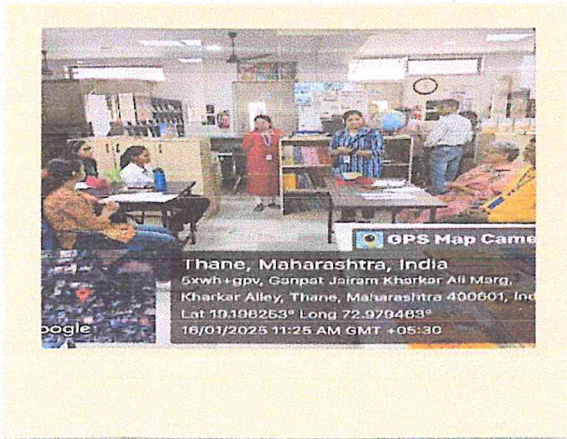 GPS Map Came
Thane, Maharashtra, India
5xwh+gpv, Ganpat Jairam Kharkar Ali Marg,
Kharkar Alley, Thane, Maharashtra 400601, Ind
Lat 19.198253° Long 72.979463°
16/01/2025 11:25 AM GMT +05:30
oogle